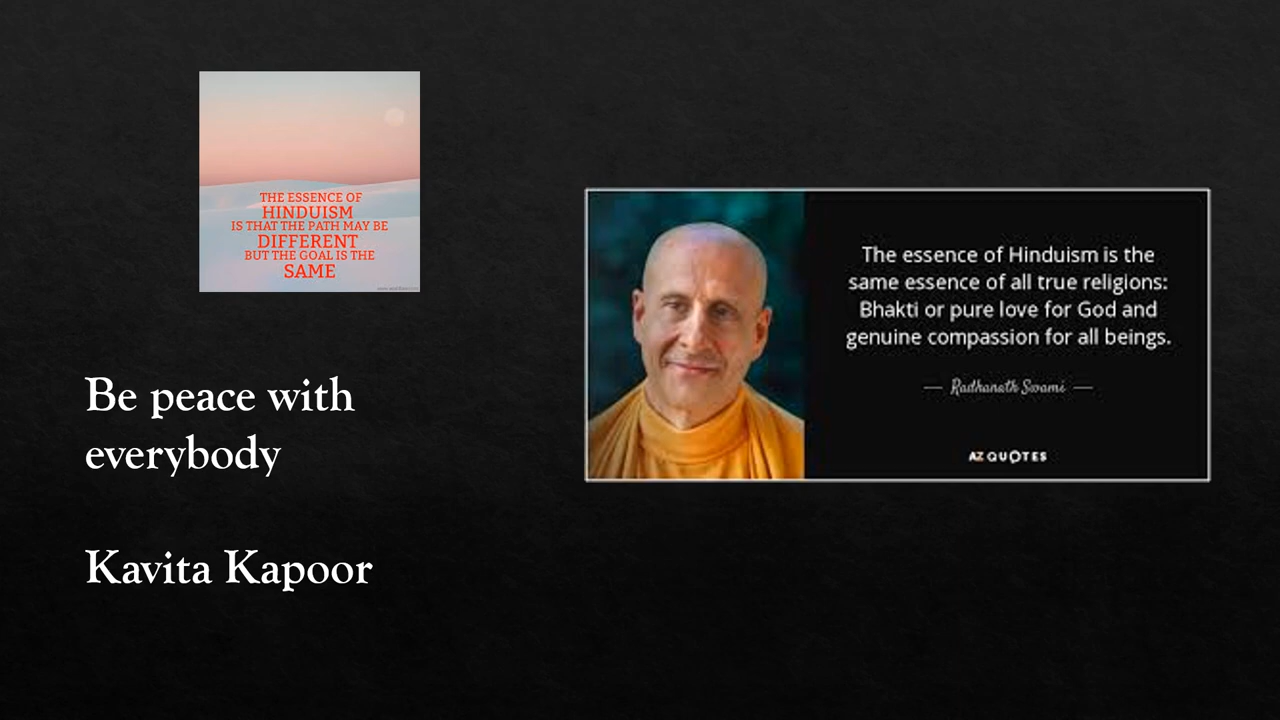 THE ESSENCE OF
HINDUISM
IS THAT THE PATH MAY BE
DIFFERENT
BUT THE GOAL IS THE
SAME
Be peace with
everybody
Kavita Kapoor
The essence of Hinduism is the
same essence of all true religions:
Bhakti or pure love for God and
genuine compassion for all beings.
— Radhanath Swami —
AZ QUOTES